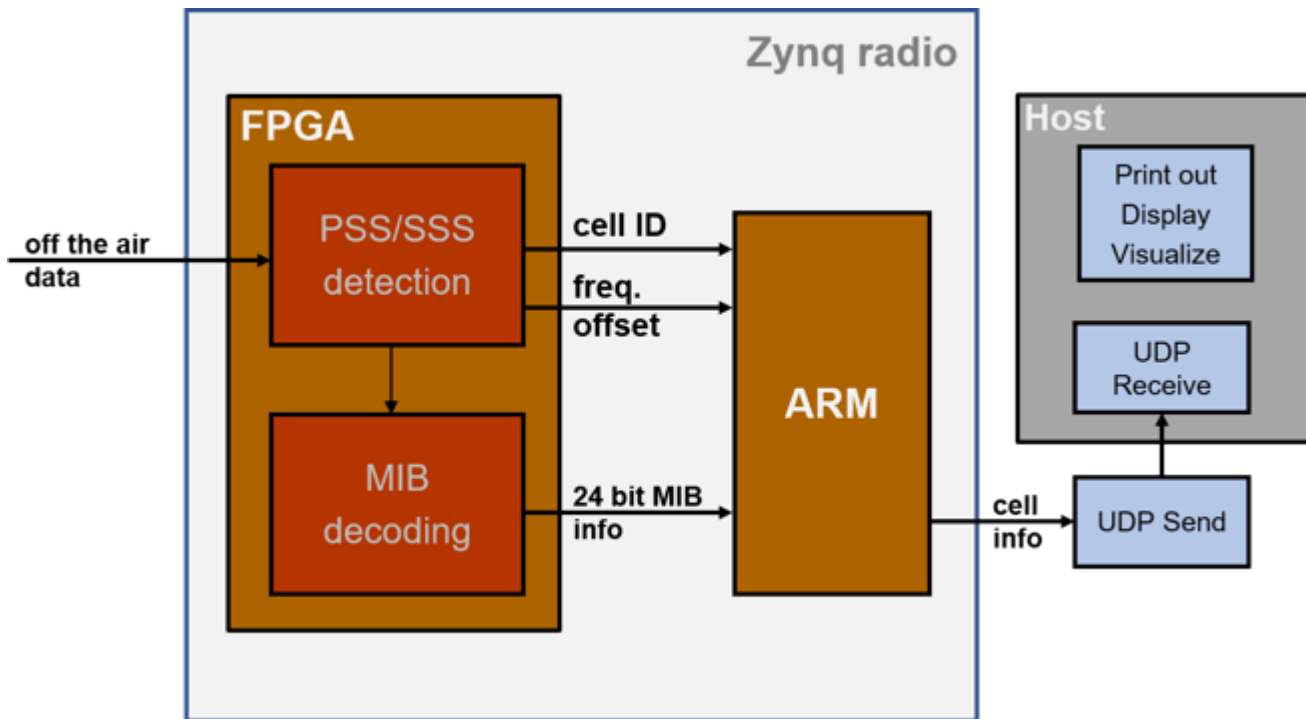 Zynq radio
FPGA
PSS/SSS
detection
MIB
decoding
off the air
data
cell ID
freq.
offset
24 bit MIB
info
ARM
cell
info
Host
Print out
Display
Visualize
UDP
Receive
UDP Send